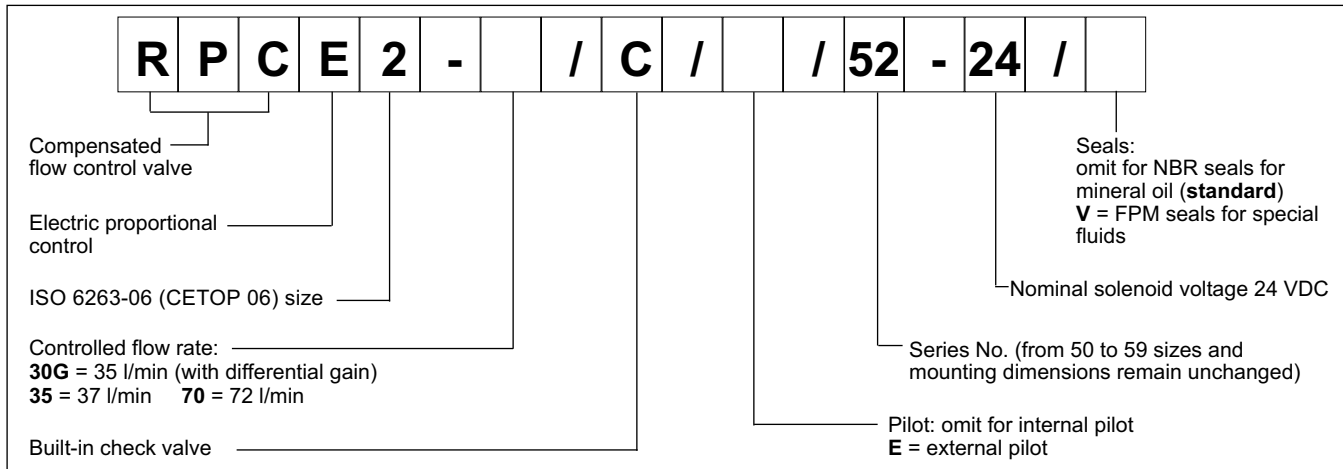 R P C E 2 - / C / / 52 - 24 /
Compensated
flow control valve
Electric proportional
control
ISO 6263-06 (CETOP 06) size
Controlled flow rate:
30G = 35 l/min (with differential gain)
35 = 37 l/min 70 = 72 l/min
Built-in check valve
Seals:
omit for NBR seals for
mineral oil (standard)
V = FPM seals for special
fluids
Nominal solenoid voltage 24 VDC
Series No. (from 50 to 59 sizes and
mounting dimensions remain unchanged)
Pilot: omit for internal pilot
E = external pilot